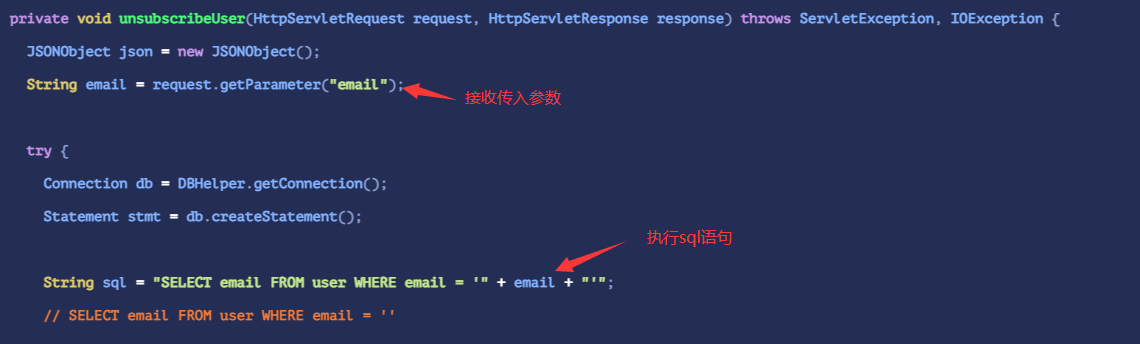 private void unsubscribeUser(HttpServletRequest request, HttpServletResponse response) throws ServletException, IOException {
JSONObject json = new JSONObject();
String email = request.getParameter("email");
接收传入参数
try {
Connection db = DBHelper.getConnection();
Statement stmt = db.createStatement();
执行sql语句
String sql = "SELECT email FROM user WHERE email = '" + email + "'";
// SELECT email FROM user WHERE email = ''